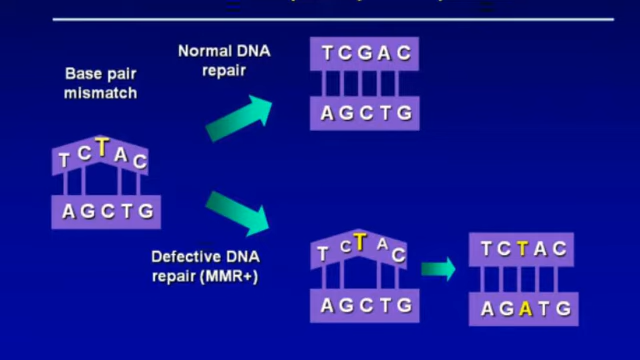 Normal DNA
repair
Base pair
mismatch
TCGAC
AGCTG
TCTAC
AGCTG
Defective DNA
repair (MMR+)
TCTAC
AGCTG
TCTAC
AGATG